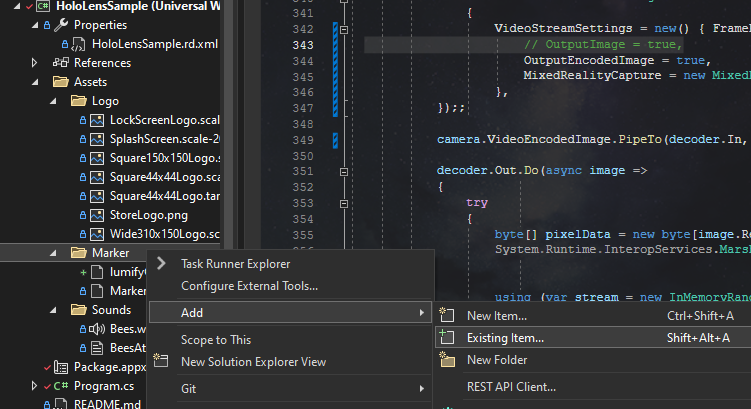 HoloLensSample (Universal W
Properties
HoloLensSample.rd.xml
References
Assets
Logo
LockScreenLogo.scal
SplashScreen.scale-20
Square150x150Logo.s
Square44x44Logo.sca
Square44x44Logo.tar
StoreLogo.png
Wide310x150Logo.sc
Marker
lumify
Marker
Sounds
Bees.w
BeesAt
Package.appx
Program.cs
README.md
341 {
342 VideoStreamSettings = new() { Frame
343 // OutputImage = true,
344 OutputEncodedImage = true,
345 MixedRealityCapture = new Mixed
346 },
347 });;
348
349 camera.VideoEncodedImage.PipeTo(decoder.In,
350
351 decoder.Out.Do(async image =>
352 {
353 try
354 {
355 byte[] pixelData = new byte[image.Re
System.Runtime.InteropServices.Mars
using (var stream = new InMemoryRan
Task Runner Explorer
Configure External Tools...
Add
Scope to This
New Solution Explorer View
Git
New Item... Ctrl+Shift+A
Existing Item... Shift+Alt+A
New Folder
REST API Client...